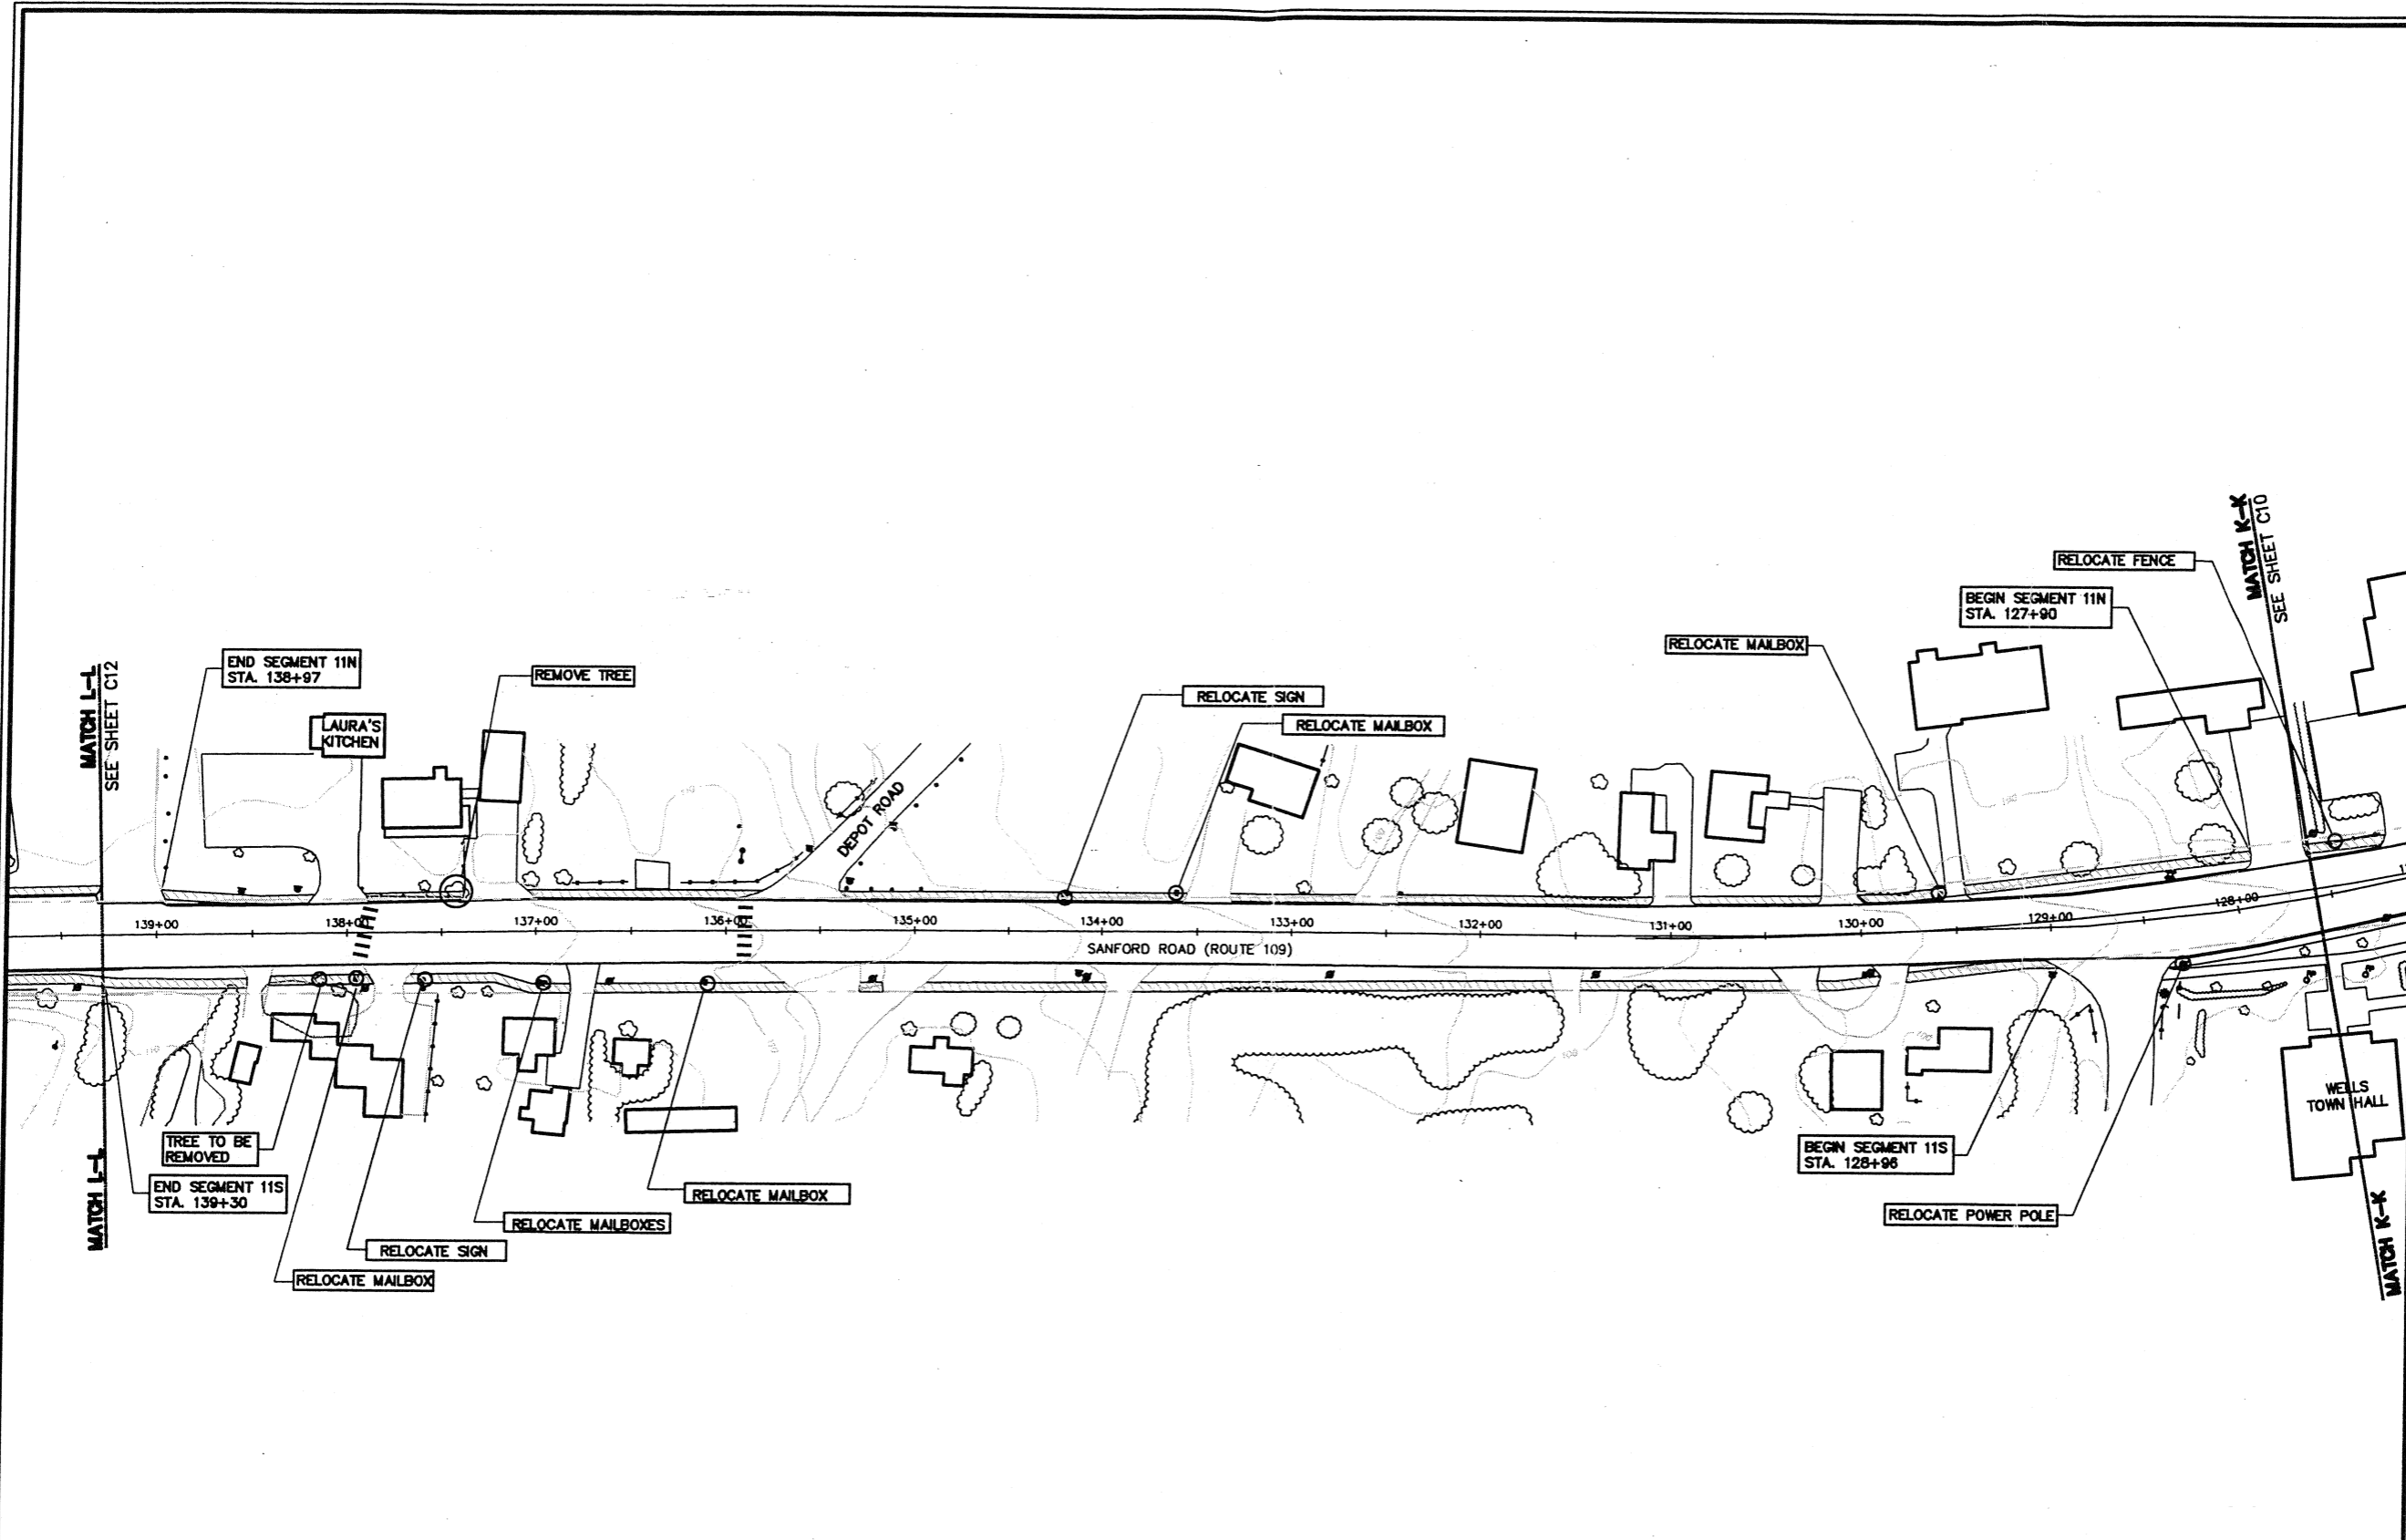 MATCH K-K
SEE SHEET C10
RELOCATE FENCE
BEGIN SEGMENT 11N
STA. 127+90
RELOCATE MAILBOX
MATCH L-L
SEE SHEET C12
END SEGMENT 11N
STA. 138+97
REMOVE TREE
RELOCATE SIGN
RELOCATE MAILBOX
LAURA'S
KITCHEN
DEPOT ROAD
139+00
138+00
137+00
136+00
135+00
134+00
133+00
132+00
131+00
130+00
129+00
128+00
SANFORD ROAD (ROUTE 109)
WELLS
TOWN HALL
TREE TO BE
REMOVED
BEGIN SEGMENT 11S
STA. 128+96
MATCH L-L
END SEGMENT 11S
STA. 139+30
RELOCATE MAILBOX
RELOCATE MAILBOXES
RELOCATE POWER POLE
RELOCATE SIGN
RELOCATE MAILBOX
MATCH K-K